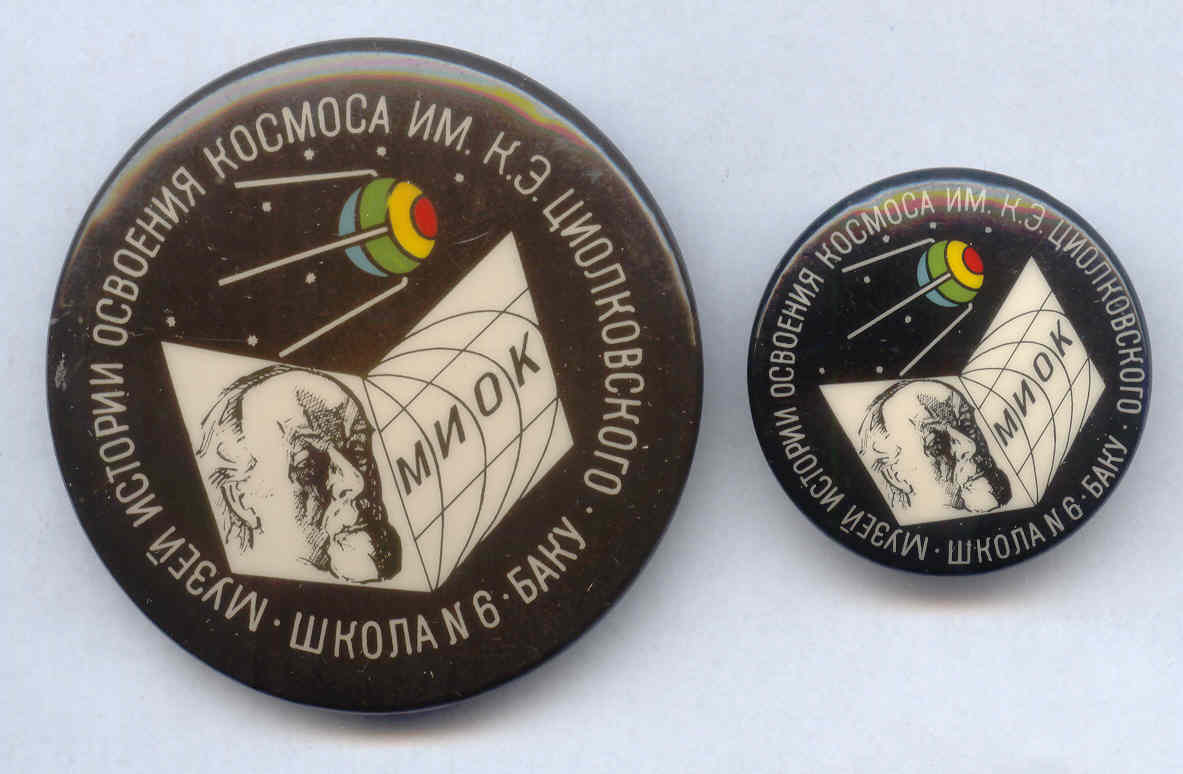 МУЗЕЙ ИСТОРИИ ОСВОЕНИЯ КОСМОСА ИМ. К.Э. ЦИОЛКОВСКОГО
· ШКОЛА N 6 · БАКУ ·
МИОК
МУЗЕЙ ИСТОРИИ ОСВОЕНИЯ КОСМОСА ИМ. К.Э. ЦИОЛКОВСКОГО
· ШКОЛА N 6 · БАКУ ·
МИОК